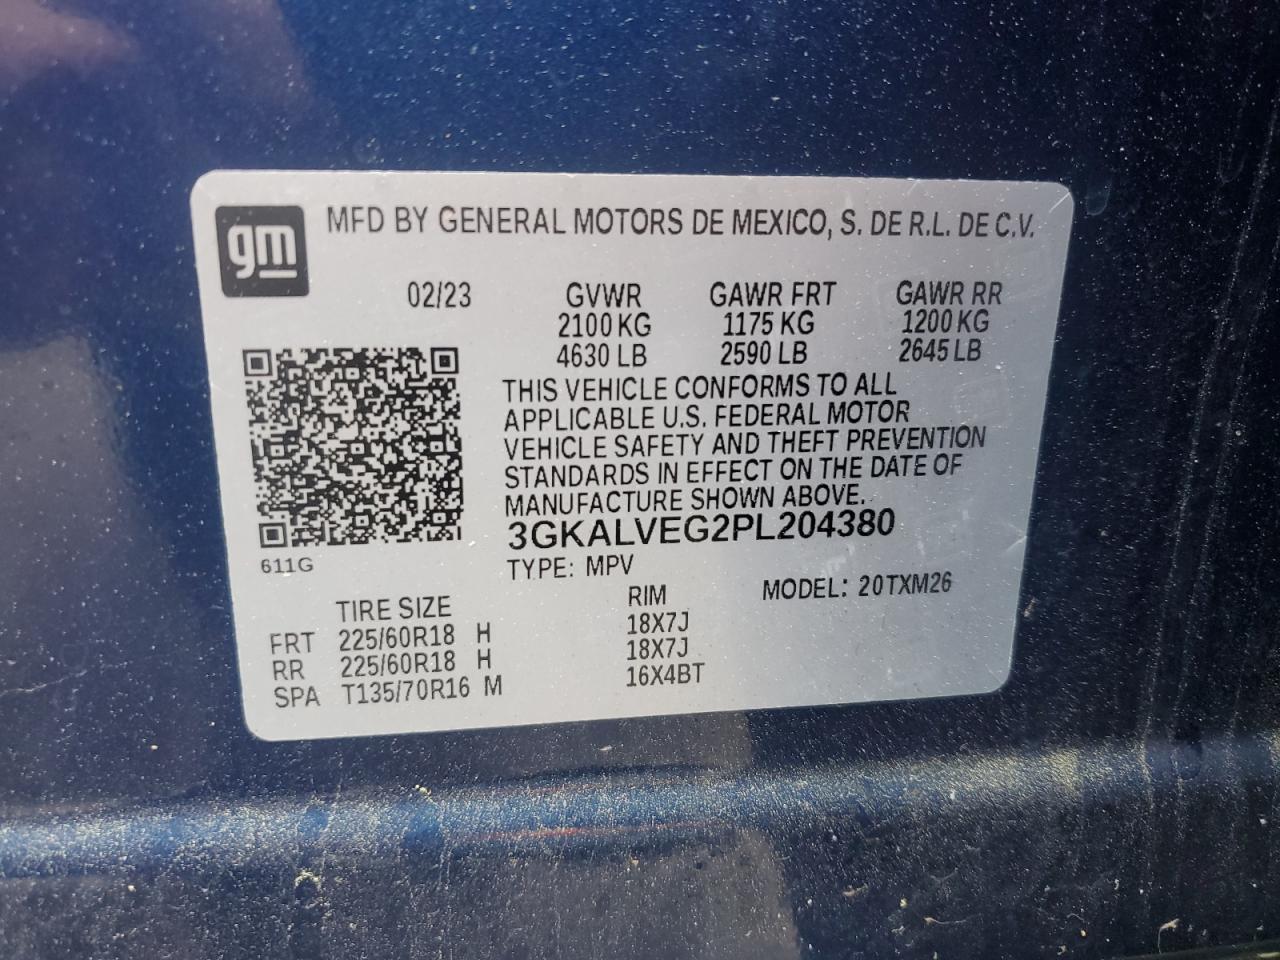 gm
MFD BY GENERAL MOTORS DE MEXICO, S. DE R.L. DE C.V.
02/23 GVWR GAWR FRT GAWR RR
2100 KG 1175 KG 1200 KG
4630 LB 2590 LB 2645 LB
THIS VEHICLE CONFORMS TO ALL
APPLICABLE U.S. FEDERAL MOTOR
VEHICLE SAFETY AND THEFT PREVENTION
STANDARDS IN EFFECT ON THE DATE OF
MANUFACTURE SHOWN ABOVE.
3GKALVEG2PL204380
611G
TYPE: MPV MODEL: 20TXM26
TIRE SIZE RIM
FRT 225/60R18 H 18X7J
RR 225/60R18 H 18X7J
SPA T135/70R16 M 16X4BT